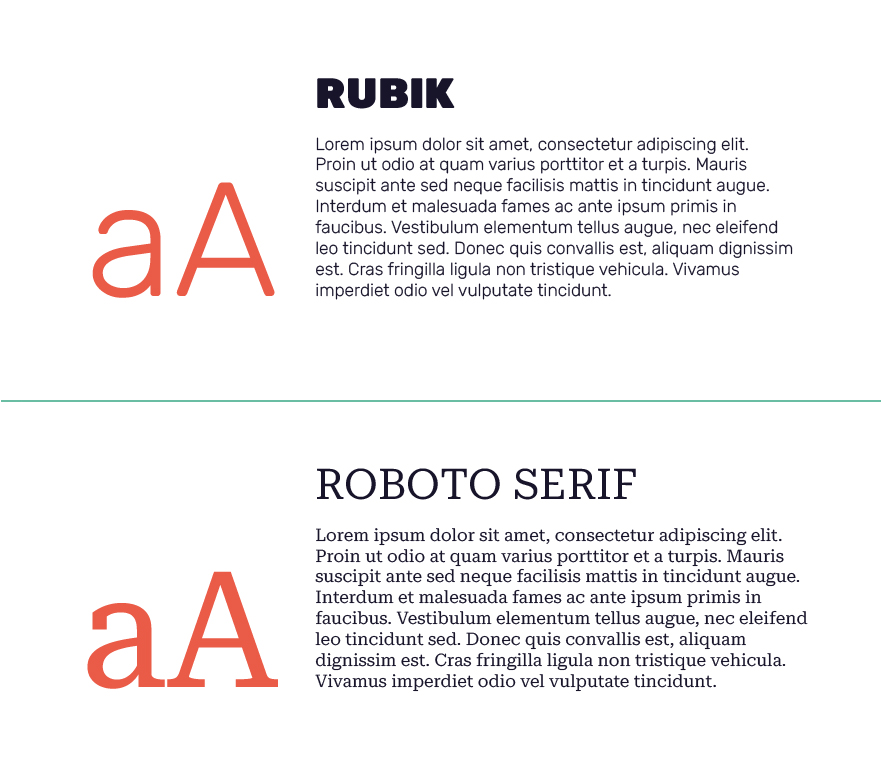 RUBIK
Lorem ipsum dolor sit amet, consectetur adipiscing elit.
Proin ut odio at quam varius porttitor et a turpis. Mauris
suscipit ante sed neque facilisis mattis in tincidunt augue.
Interdum et malesuada fames ac ante ipsum primis in
faucibus. Vestibulum elementum tellus augue, nec eleifend
leo tincidunt sed. Donec quis convallis est, aliquam dignissim
est. Cras fringilla ligula non tristique vehicula. Vivamus
imperdiet odio vel vulputate tincidunt.
aA
ROBOTO SERIF
Lorem ipsum dolor sit amet, consectetur adipiscing elit.
Proin ut odio at quam varius porttitor et a turpis. Mauris
suscipit ante sed neque facilisis mattis in tincidunt augue.
Interdum et malesuada fames ac ante ipsum primis in
faucibus. Vestibulum elementum tellus augue, nec eleifend
leo tincidunt sed. Donec quis convallis est, aliquam
dignissim est. Cras fringilla ligula non tristique vehicula.
Vivamus imperdiet odio vel vulputate tincidunt.
aA